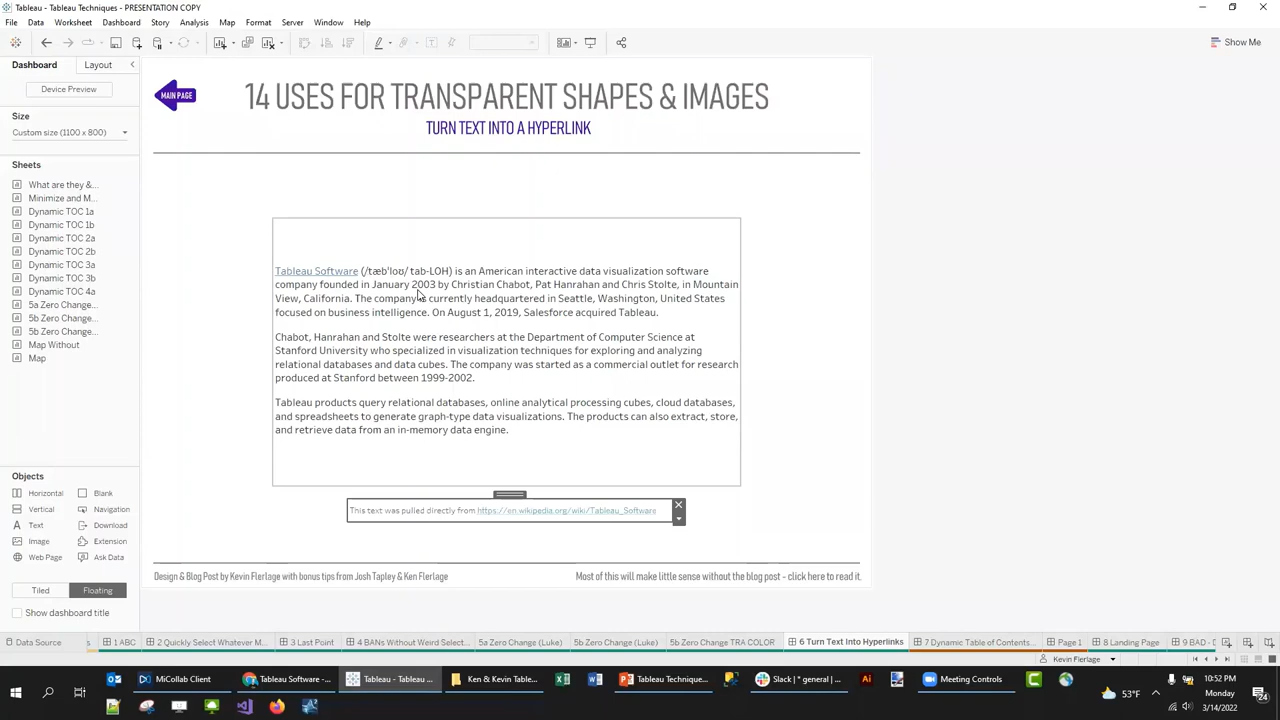 Tableau - Tableau Techniques - PRESENTATION COPY
File Data Worksheet Dashboard Story Analysis Map Format Server Window Help
Show Me
Dashboard Layout
Device Preview
Size
Custom size (1100 x 800)
Sheets
What are they &...
Minimize and M...
Dynamic TOC 1a
Dynamic TOC 1b
Dynamic TOC 2a
Dynamic TOC 2b
Dynamic TOC 3a
Dynamic TOC 3b
Dynamic TOC 4a
5a Zero Change...
5b Zero Change...
5b Zero Change...
Map Without
Map
Objects
Horizontal Blank
Vertical Navigation
Text Download
Image Extension
Web Page Ask Data
Tiled Floating
Show dashboard title
MAIN PAGE
14 USES FOR TRANSPARENT SHAPES & IMAGES
TURN TEXT INTO A HYPERLINK
Tableau Software (/tæbˈloʊ/ tab-LOH) is an American interactive data visualization software
company founded in January 2003 by Christian Chabot, Pat Hanrahan and Chris Stolte, in Mountain
View, California. The company is currently headquartered in Seattle, Washington, United States
focused on business intelligence. On August 1, 2019, Salesforce acquired Tableau.
Chabot, Hanrahan and Stolte were researchers at the Department of Computer Science at
Stanford University who specialized in visualization techniques for exploring and analyzing
relational databases and data cubes. The company was started as a commercial outlet for research
produced at Stanford between 1999-2002.
Tableau products query relational databases, online analytical processing cubes, cloud databases,
and spreadsheets to generate graph-type data visualizations. The products can also extract, store,
and retrieve data from an in-memory data engine.
This text was pulled directly from https://en.wikipedia.org/wiki/Tableau_Software
Design & Blog Post by Kevin Flerlage with bonus tips from Josh Tapley & Ken Flerlage
Most of this will make little sense without the blog post - click here to read it.
Data Source s 1 ABC 2 Quickly Select Whatever M... 3 Last Point 4 BANs Without Weird Select... 5a Zero Change (Luke) 5b Zero Change (Luke) 5b Zero Change TRA COLOR 6 Turn Text Into Hyperlinks 7 Dynamic Table of Contents... Page 1 8 Landing Page 9 BAD - D
Kevin Flerlage
MiCollab Client Tableau Software -... Tableau - Tableau ... Ken & Kevin Table... Tableau Technique... Slack | * general | ... Ai Meeting Controls
53°F
10:52 PM
Monday
3/14/2022
24